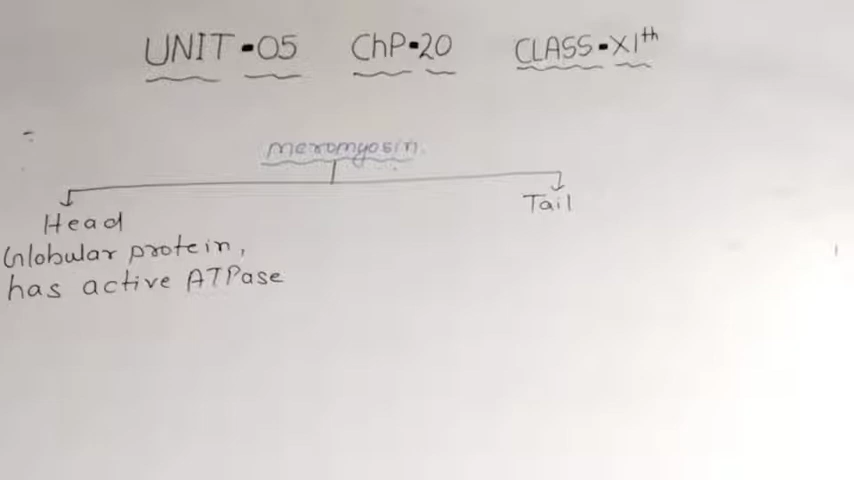 UNIT-05 ChP-20 CLASS-XIth
meromyosin.
Head
Tail
Globular protein,
has active ATPase